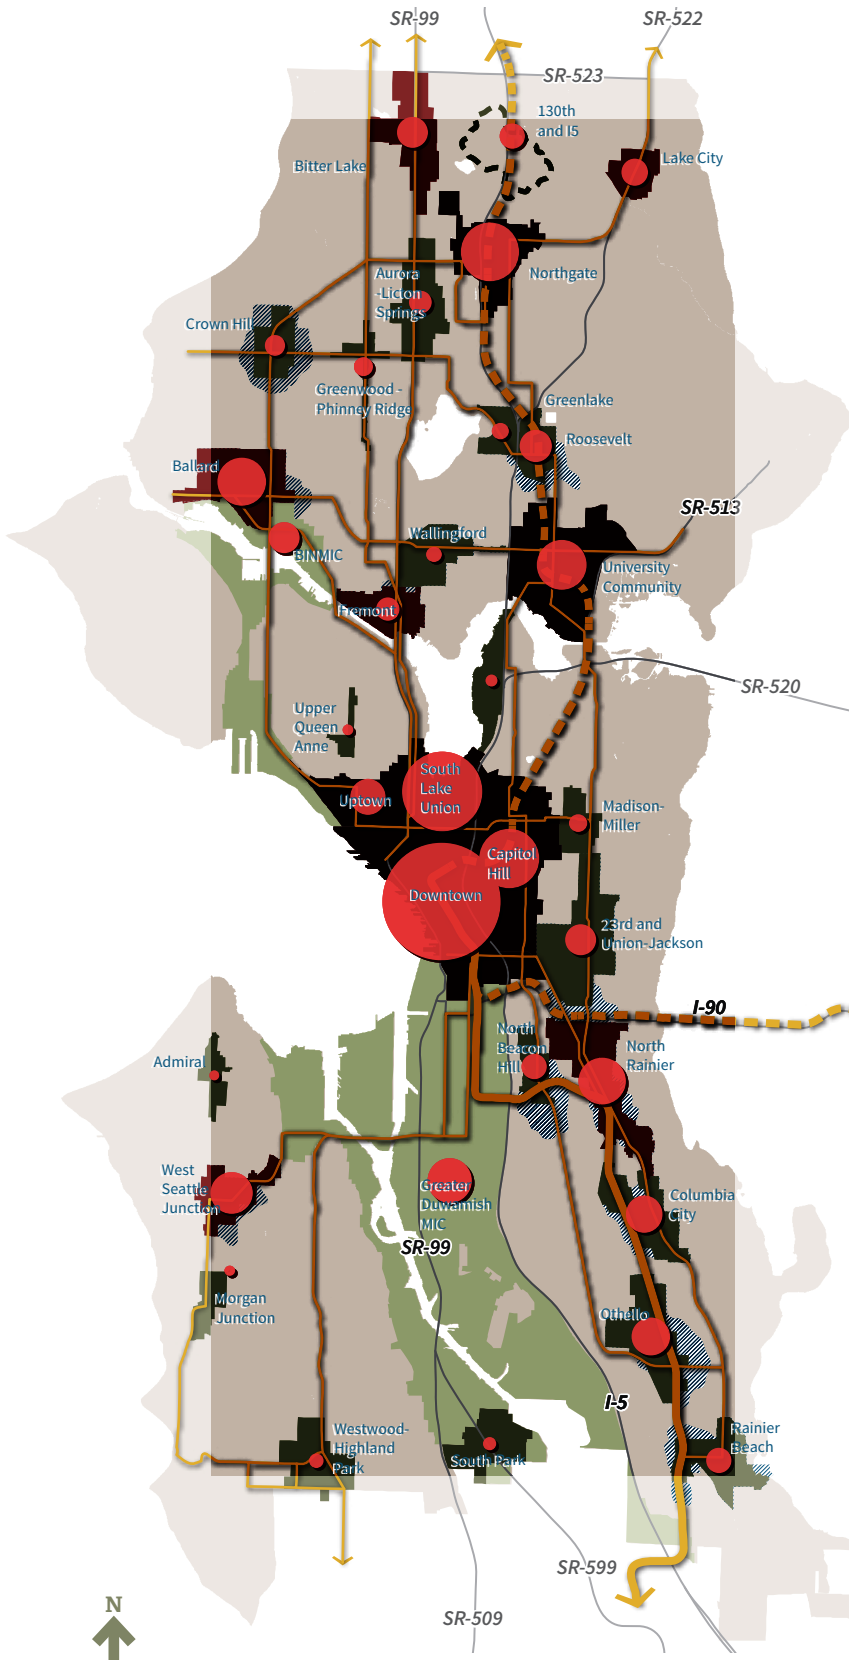 SR-99
SR-522
SR-523
130th
and I5
Bitter Lake
Lake City
Northgate
Aurora
-Licton
Springs
Crown Hill
Greenwood -
Phinney Ridge
Greenlake
Roosevelt
Ballard
SR-513
Wallingford
BINMIC
University
Community
Fremont
SR-520
Upper
Queen
Anne
South
Lake
Union
Uptown
Madison-
Miller
Capitol
Hill
Downtown
23rd and
Union-Jackson
I-90
North
Beacon
Hill
North
Rainier
Admiral
West
Seattle
Junction
Greater
Duwamish
MIC
Columbia
City
SR-99
Morgan
Junction
Othello
I-5
Westwood-
Highland
Park
Rainier
Beach
South Park
SR-599
N
SR-509